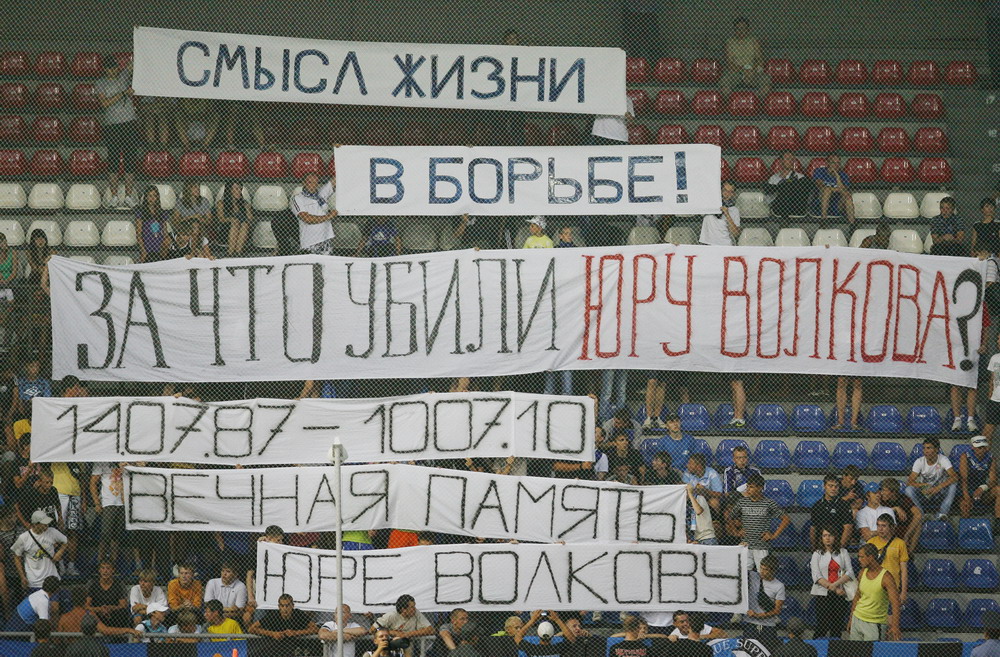 СМЫСЛ ЖИЗНИ
В БОРЬБЕ!
ЗА ЧТО УБИЛИ ЮРУ ВОЛКОВА?
14.07.87 – 10.07.10
ВЕЧНАЯ ПАМЯТЬ
ЮРЕ ВОЛКОВУ